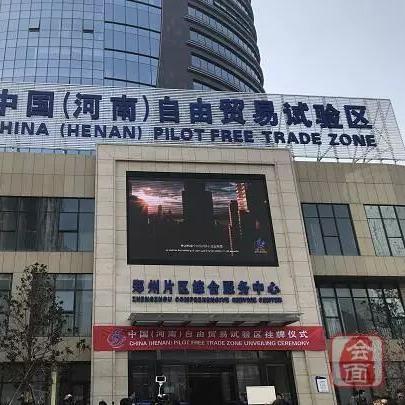 中国(河南)自由贸易试验区
CHINA (HENAN) PILOT FREE TRADE ZONE
郑州片区综合服务中心
ZHENGZHOU COMPREHENSIVE SERVICE CENTER
中国(河南)自由贸易试验区挂牌仪式
CHINA (HENAN) PILOT FREE TRADE ZONE UNVEILING CEREMONY
会面